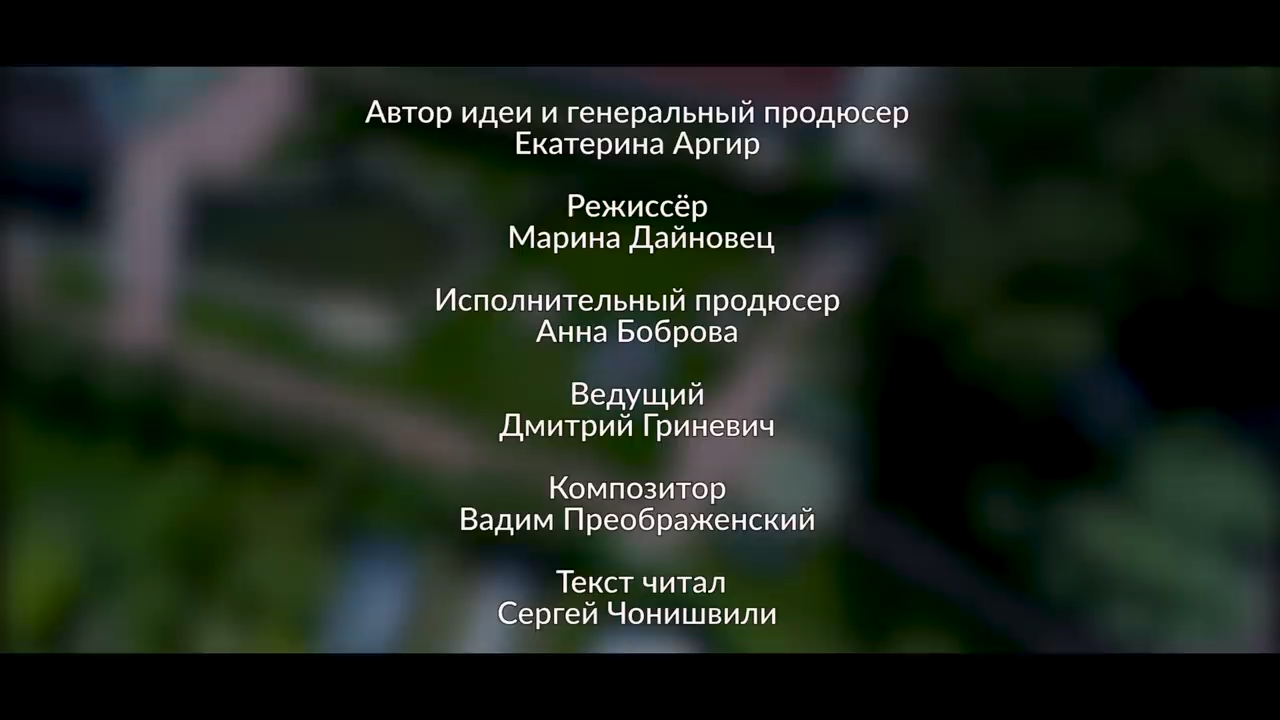 Автор идеи и генеральный продюсер
Екатерина Аргир
Режиссёр
Марина Дайновец
Исполнительный продюсер
Анна Боброва
Ведущий
Дмитрий Гриневич
Композитор
Вадим Преображенский
Текст читал
Сергей Чонишвили